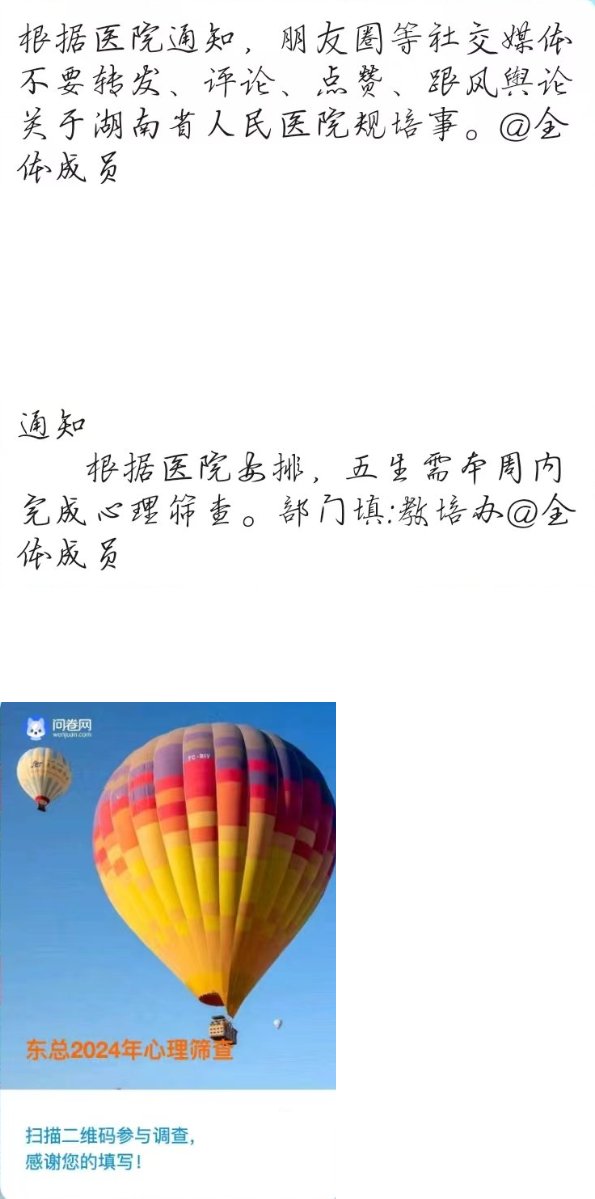 根据医院通知，朋友圈等社交媒体
不要转发、评论、点赞、跟风舆论
关于湖南省人民医院规培事。@全
体成员
通知
根据医院安排，五生需本周内
完成心理筛查。部门填:教培办@全
体成员
问卷网
wenjuan.com
东总2024年心理筛查
扫描二维码参与调查，
感谢您的填写！